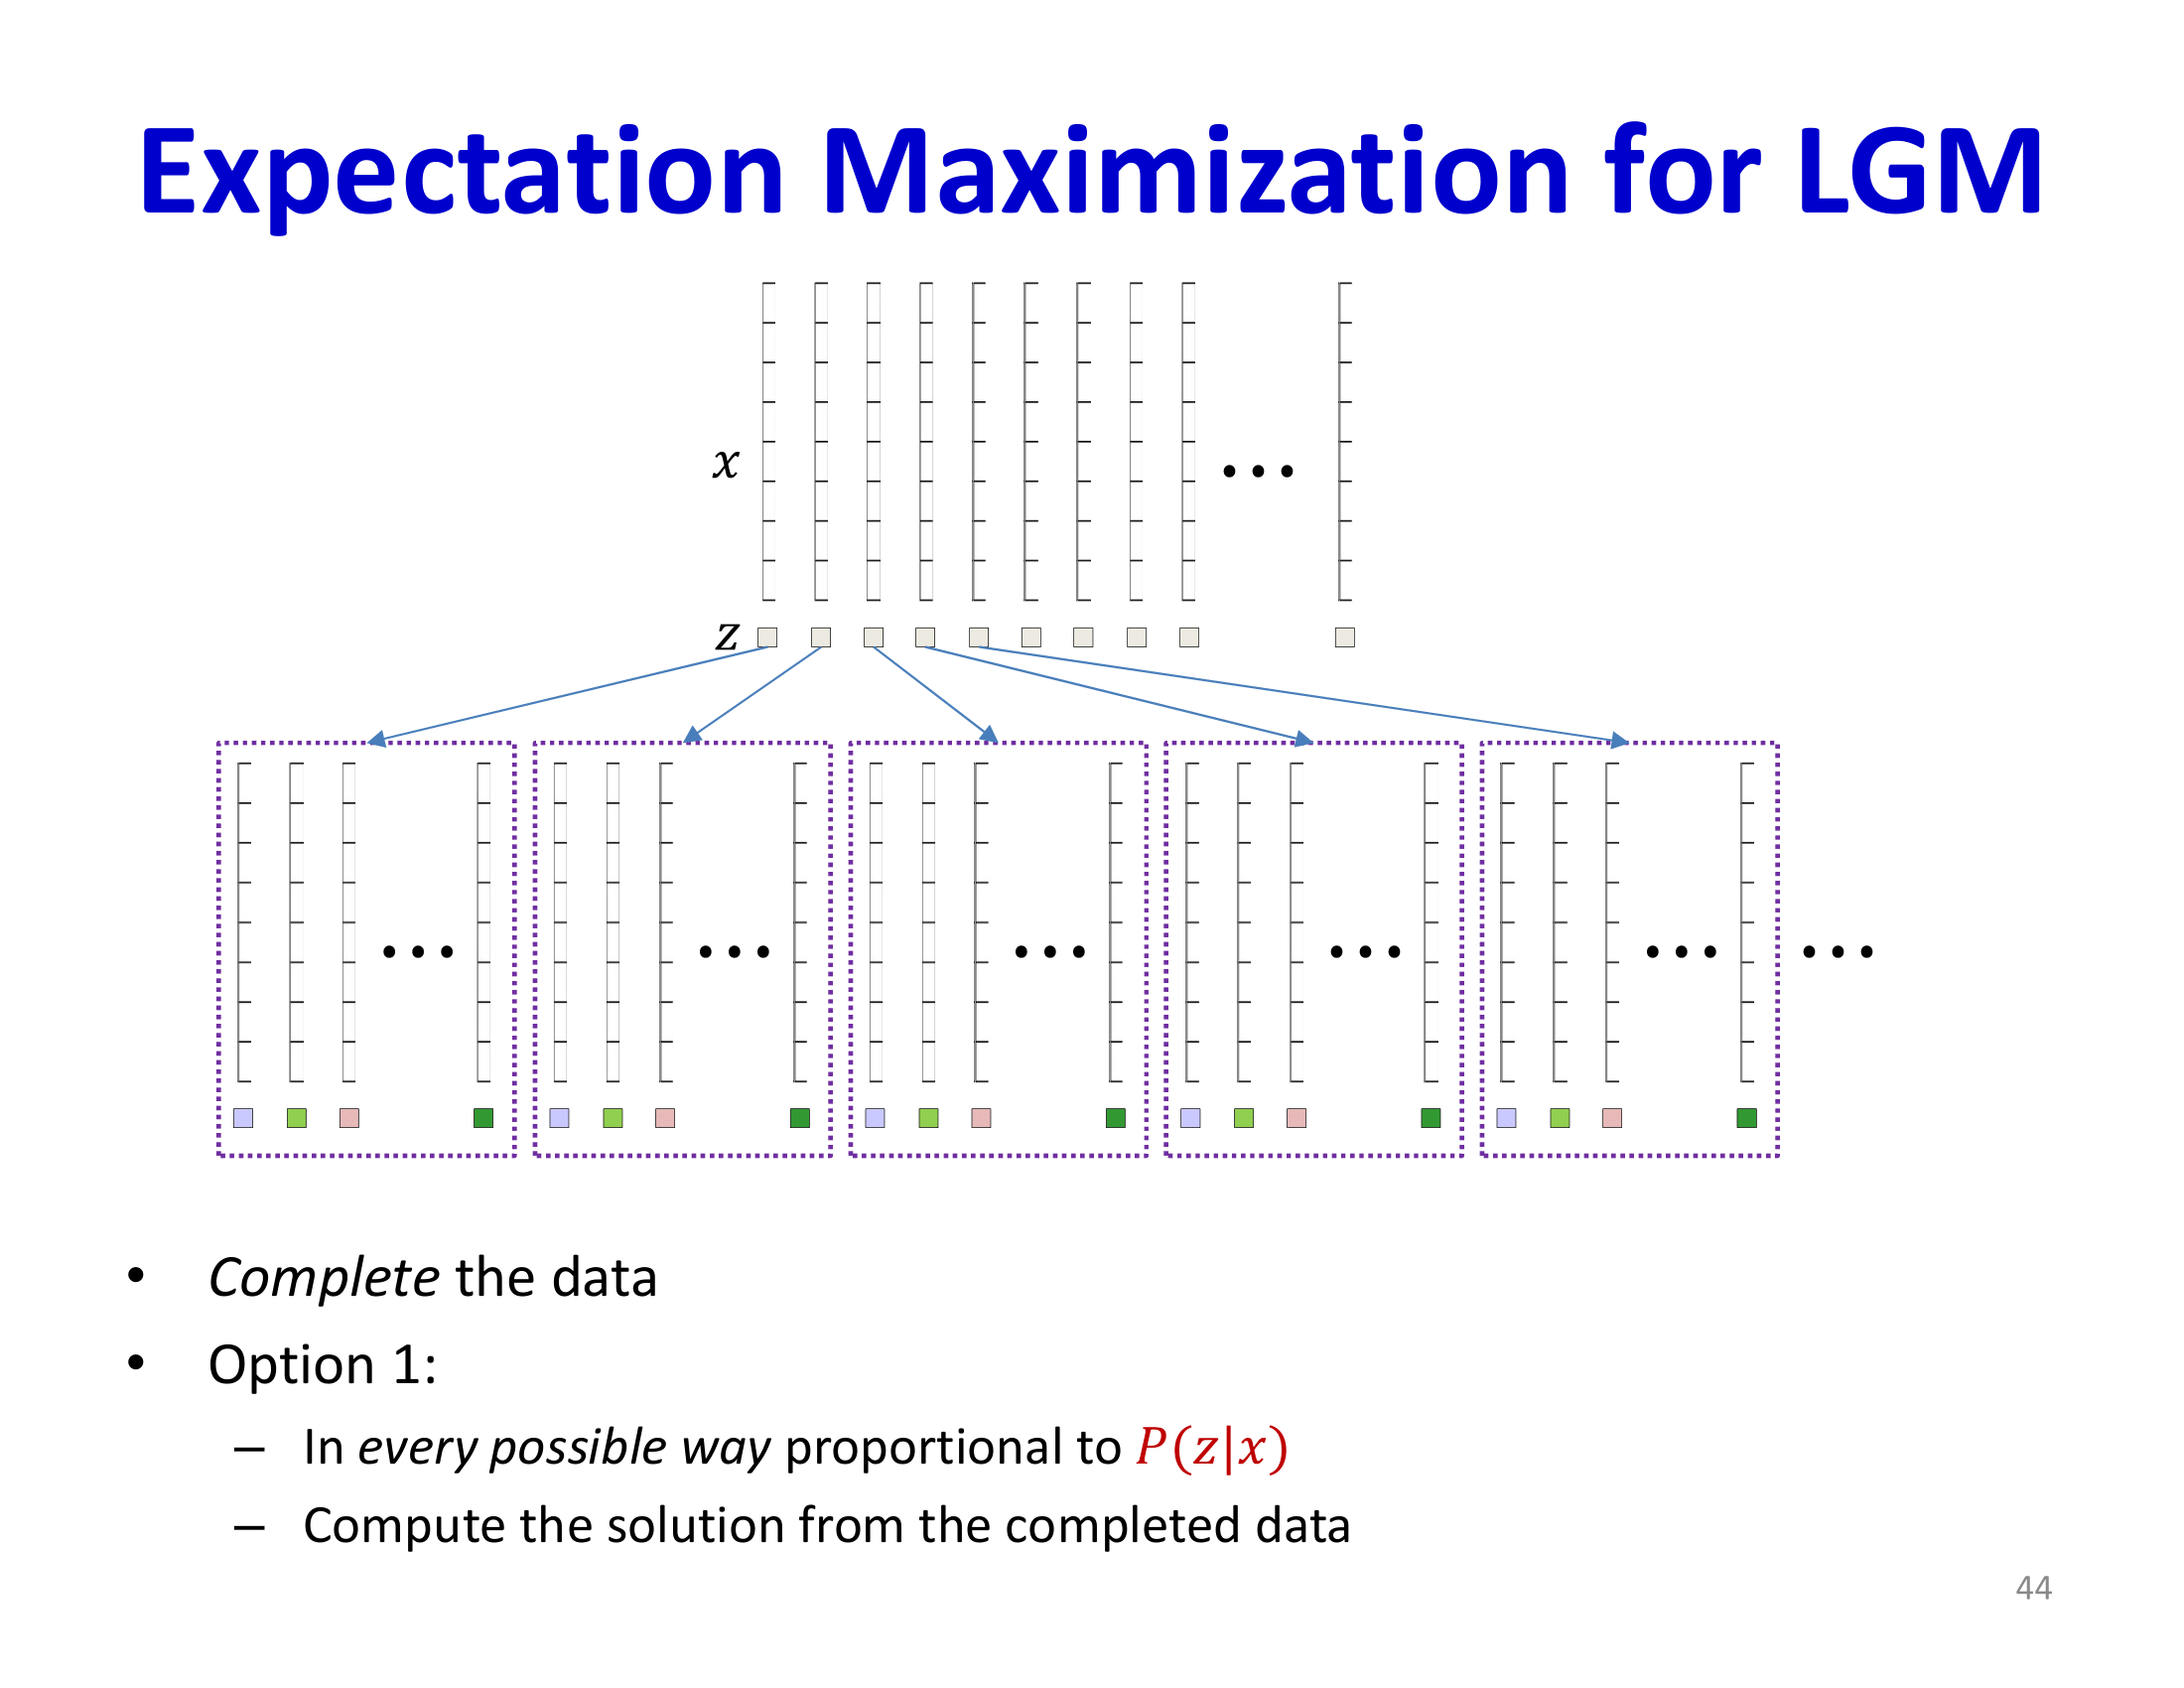 Expectation Maximization for LGM
x
...
z
... ... ... ... ... ...
• Complete the data
• Option 1:
– In every possible way proportional to P(z|x)
– Compute the solution from the completed data
44